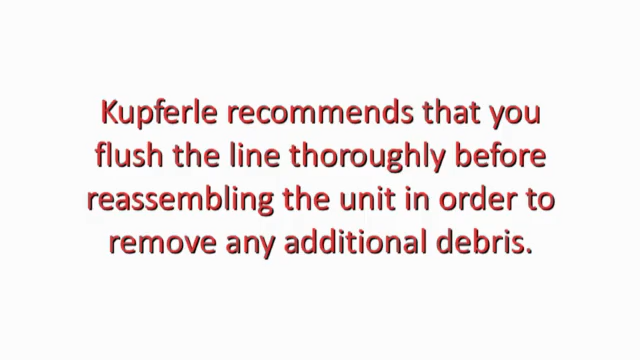 Kupferle recommends that you
flush the line thoroughly before
reassembling the unit in order to
remove any additional debris.